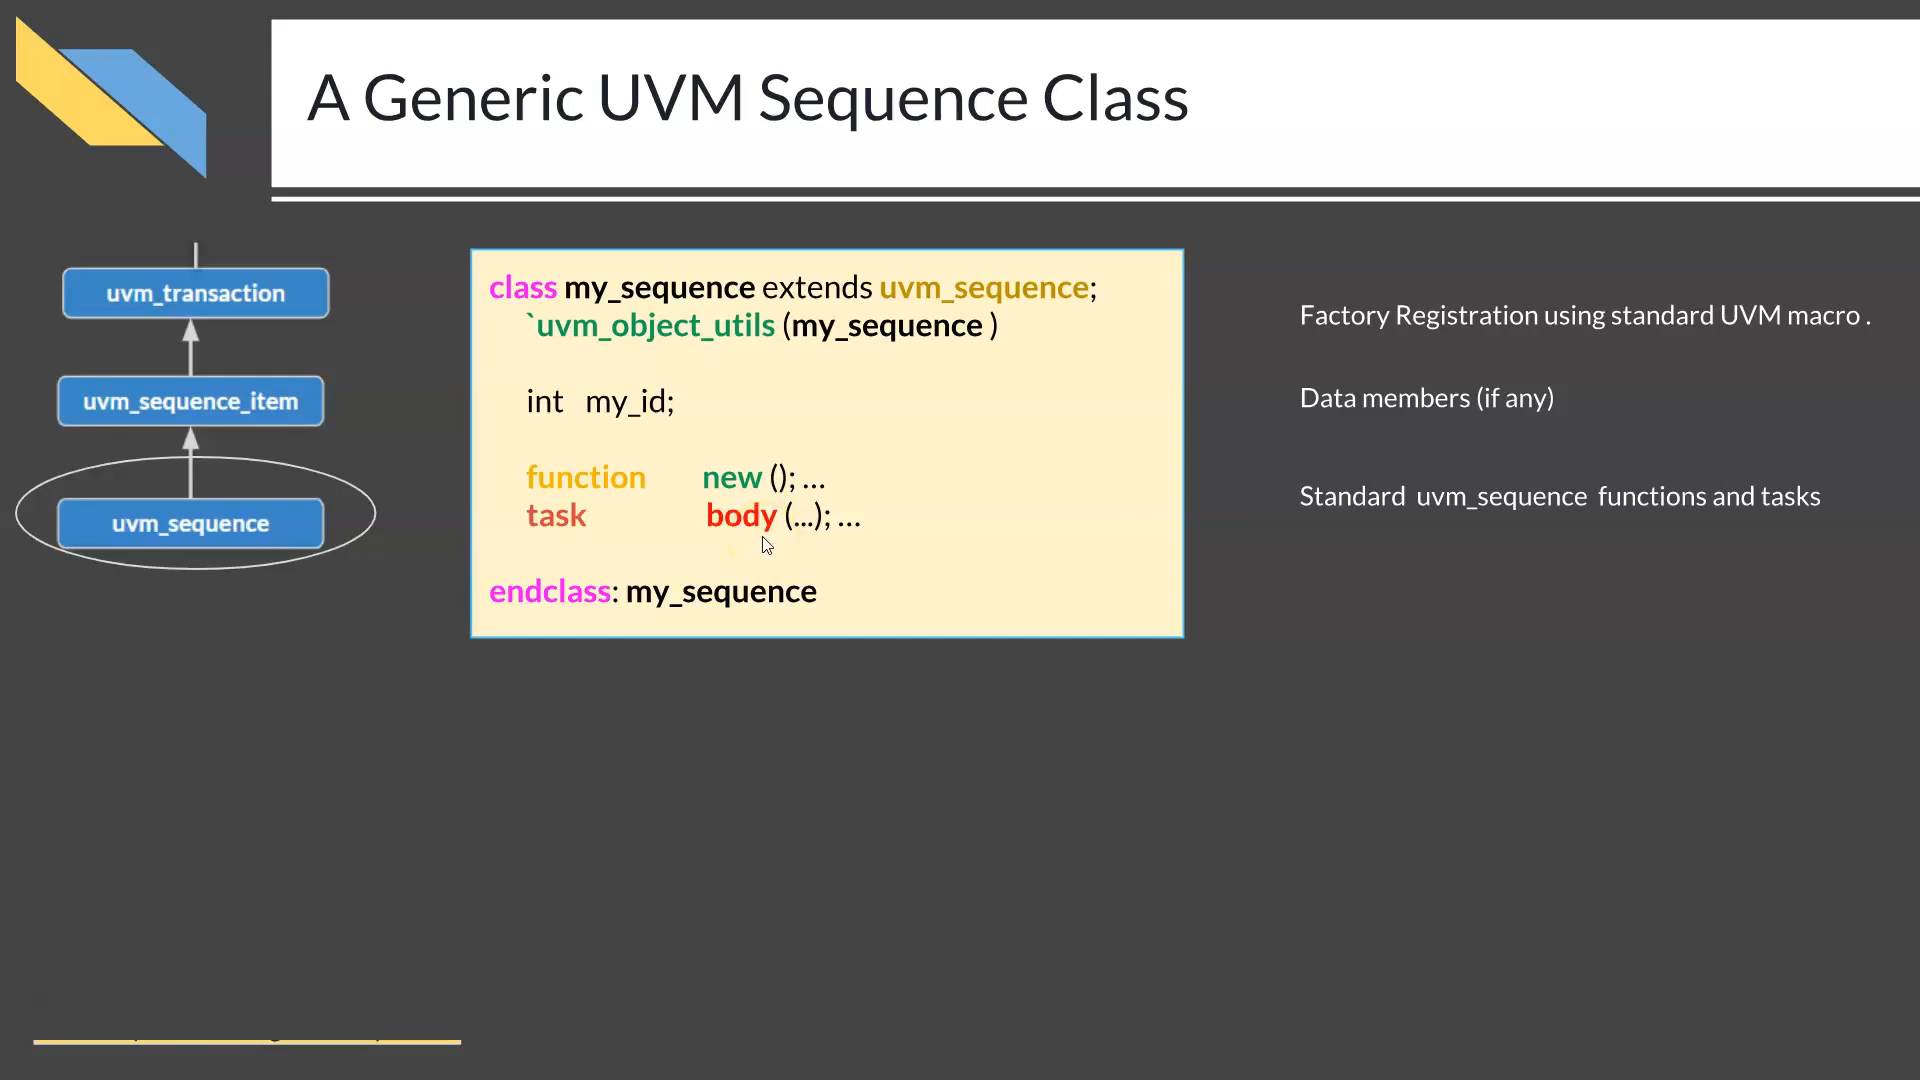 A Generic UVM Sequence Class
uvm_transaction
uvm_sequence_item
uvm_sequence
class my_sequence extends uvm_sequence;
`uvm_object_utils (my_sequence )
int my_id;
function new (); ...
task body (...); ...
endclass: my_sequence
Factory Registration using standard UVM macro .
Data members (if any)
Standard uvm_sequence functions and tasks